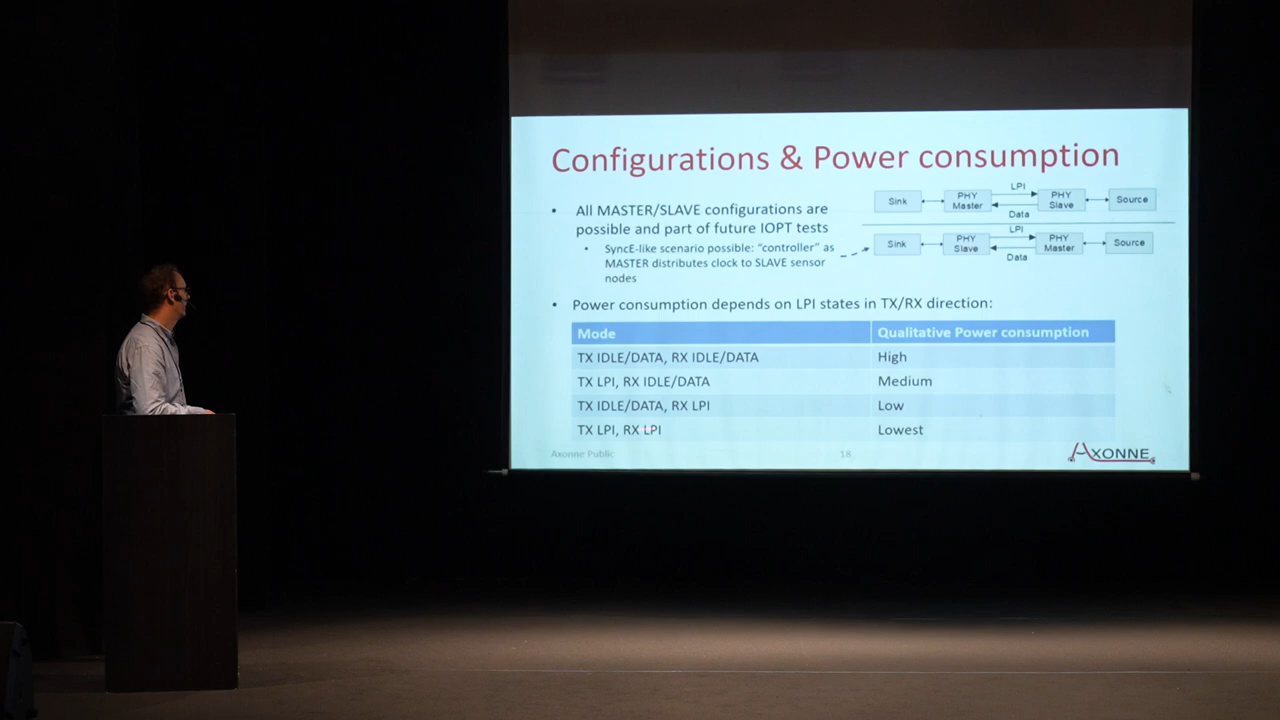 Configurations & Power consumption
• All MASTER/SLAVE configurations are
possible and part of future IOPT tests
• SyncE-like scenario possible: “controller” as
MASTER distributes clock to SLAVE sensor
nodes
Sink
PHY
Master
LPI
Data
PHY
Slave
Source
Sink
PHY
Slave
LPI
Data
PHY
Master
Source
• Power consumption depends on LPI states in TX/RX direction:
Mode Qualitative Power consumption
TX IDLE/DATA, RX IDLE/DATA High
TX LPI, RX IDLE/DATA Medium
TX IDLE/DATA, RX LPI Low
TX LPI, RX LPI Lowest
Axonne Public 18 AXONNE